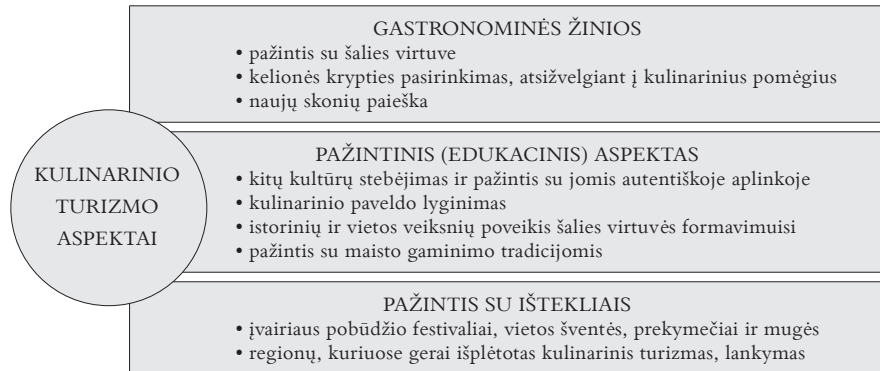 GASTRONOMINĖS ŽINIOS
• pažintis su šalies virtuve
• kelionės krypties pasirinkimas, atsižvelgiant į kulinarinius pomėgius
• naujų skonių paieška
KULINARINIO
TURIZMO
ASPEKTAI
PAŽINTINIS (EDUKACINIS) ASPEKTAS
• kitų kultūrų stebėjimas ir pažintis su jomis autentiškoje aplinkoje
• kulinarinio paveldo lyginimas
• istorinių ir vietos veiksnių poveikis šalies virtuvės formavimuisi
• pažintis su maisto gaminimo tradicijomis
PAŽINTIS SU IŠTEKLIAIS
• įvairiaus pobūdžio festivaliai, vietos šventės, prekymečiai ir mugės
• regionų, kuriuose gerai išplėtotas kulinarinis turizmas, lankymas